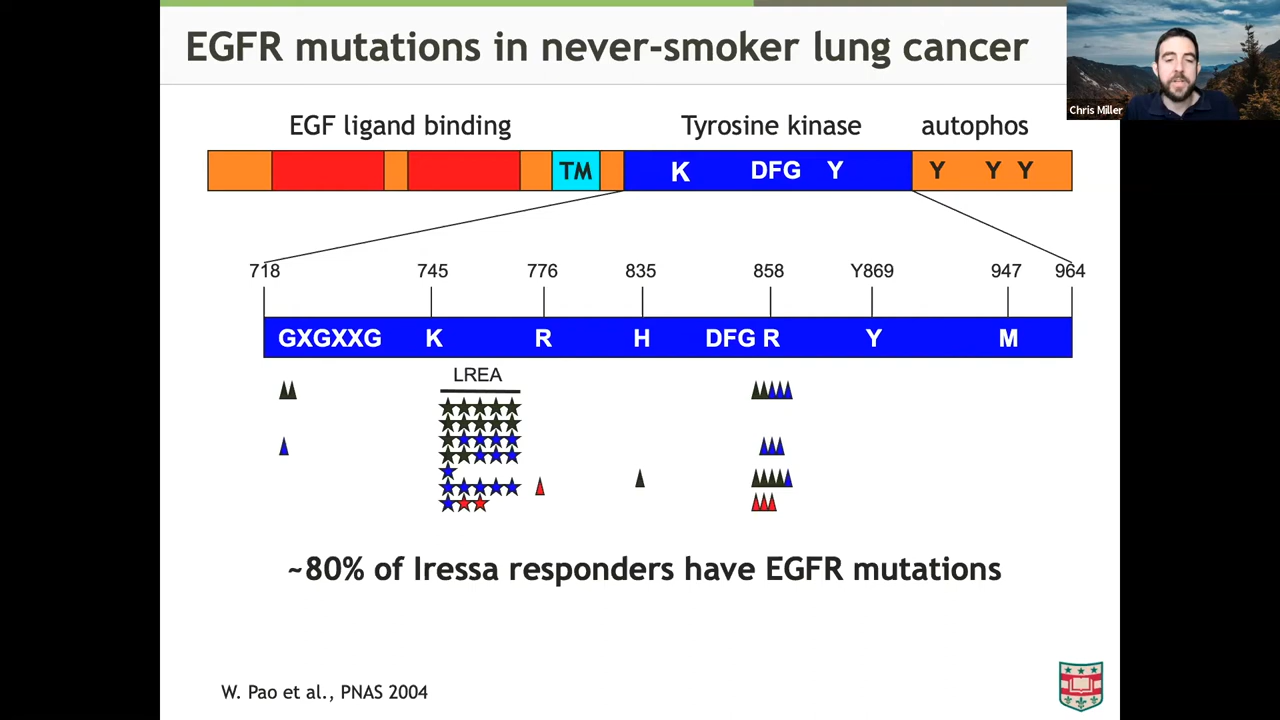 EGFR mutations in never-smoker lung cancer
Chris Miller
EGF ligand binding Tyrosine kinase autophos
TM K DFG Y Y Y Y
718 745 776 835 858 Y869 947 964
GXGXXG K R H DFG R Y M
LREA
~80% of Iressa responders have EGFR mutations
W. Pao et al., PNAS 2004